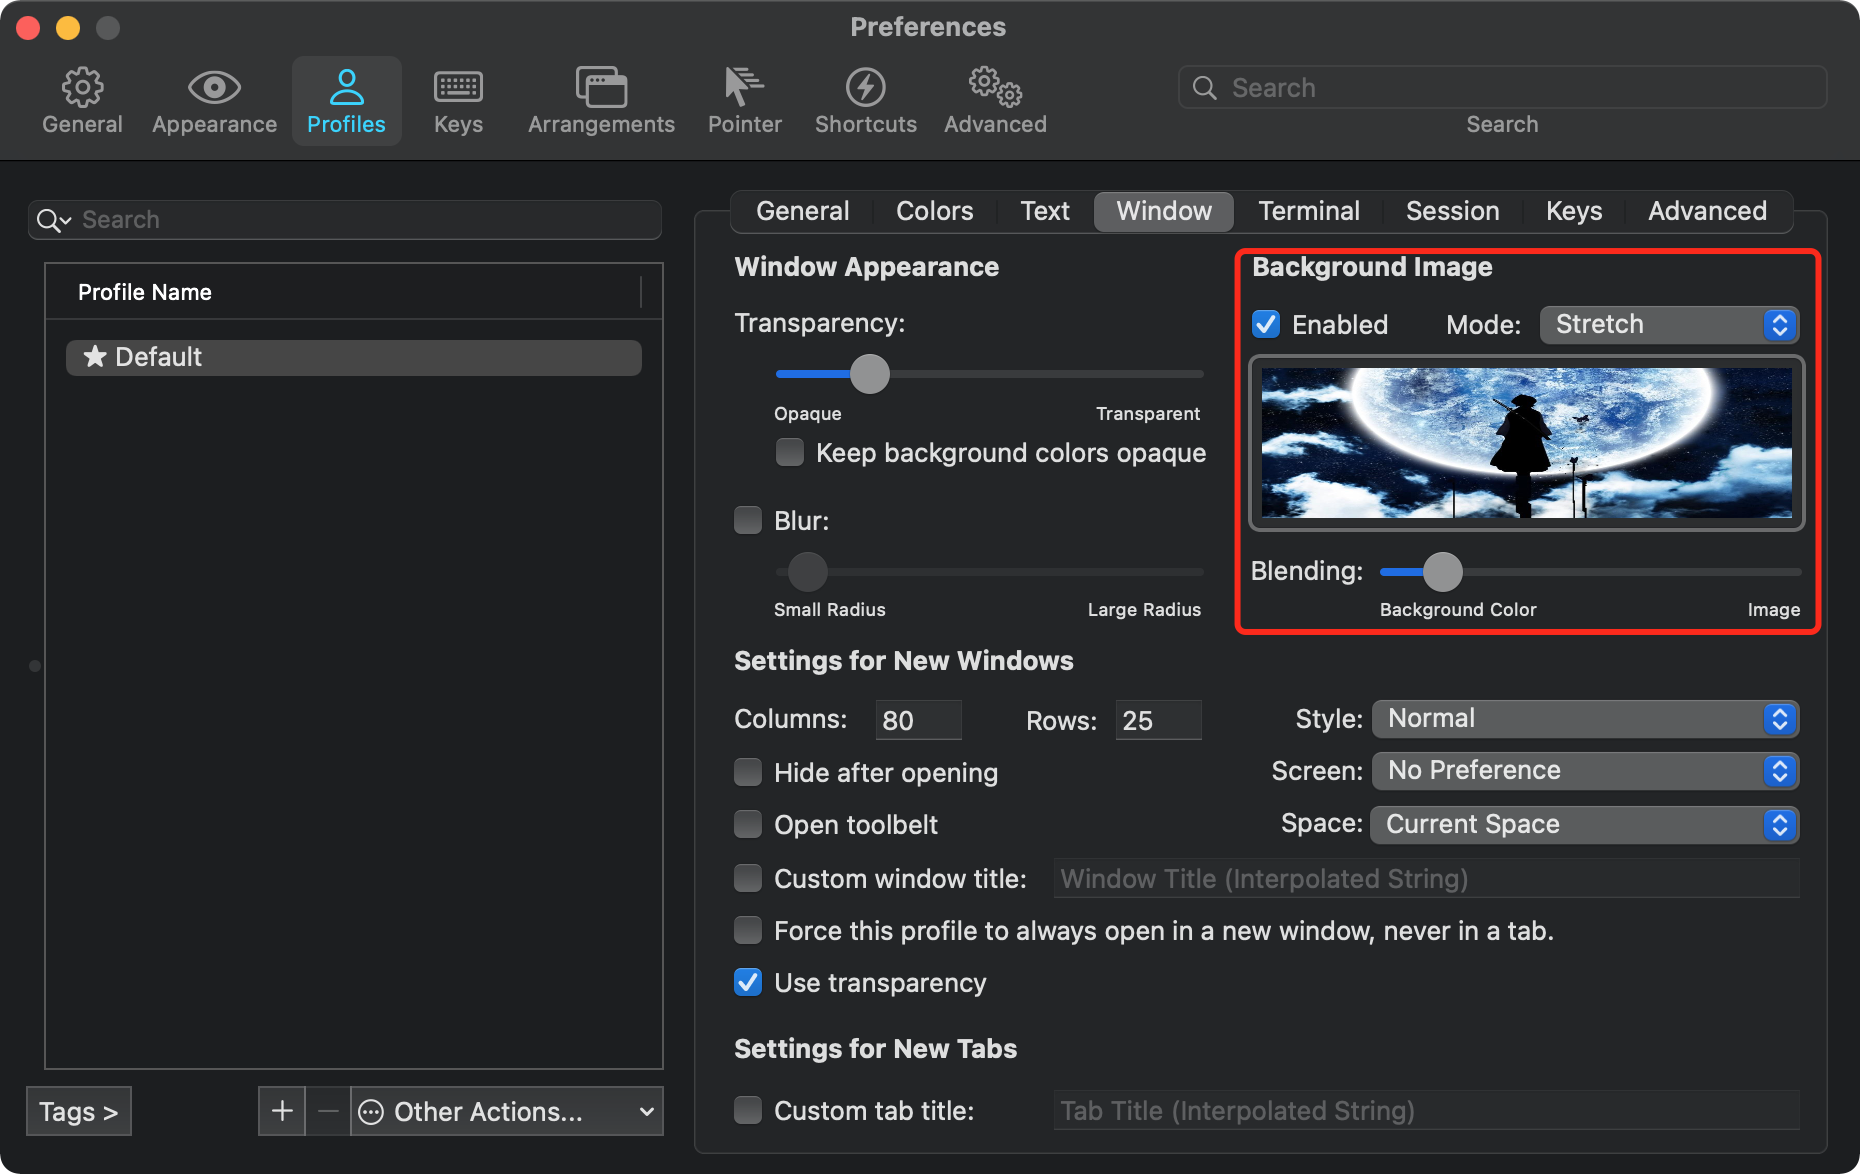 Preferences
General
Appearance
Profiles
Keys
Arrangements
Pointer
Shortcuts
Advanced
Search
Search
Search
Profile Name
Default
Tags >
Other Actions...
General Colors Text Window Terminal Session Keys Advanced
Window Appearance
Transparency:
Opaque Transparent
Keep background colors opaque
Blur:
Small Radius Large Radius
Background Image
Enabled Mode: Stretch
Blending:
Background Color Image
Settings for New Windows
Columns: 80 Rows: 25 Style: Normal
Hide after opening Screen: No Preference
Open toolbelt Space: Current Space
Custom window title: Window Title (Interpolated String)
Force this profile to always open in a new window, never in a tab.
Use transparency
Settings for New Tabs
Custom tab title: Tab Title (Interpolated String)